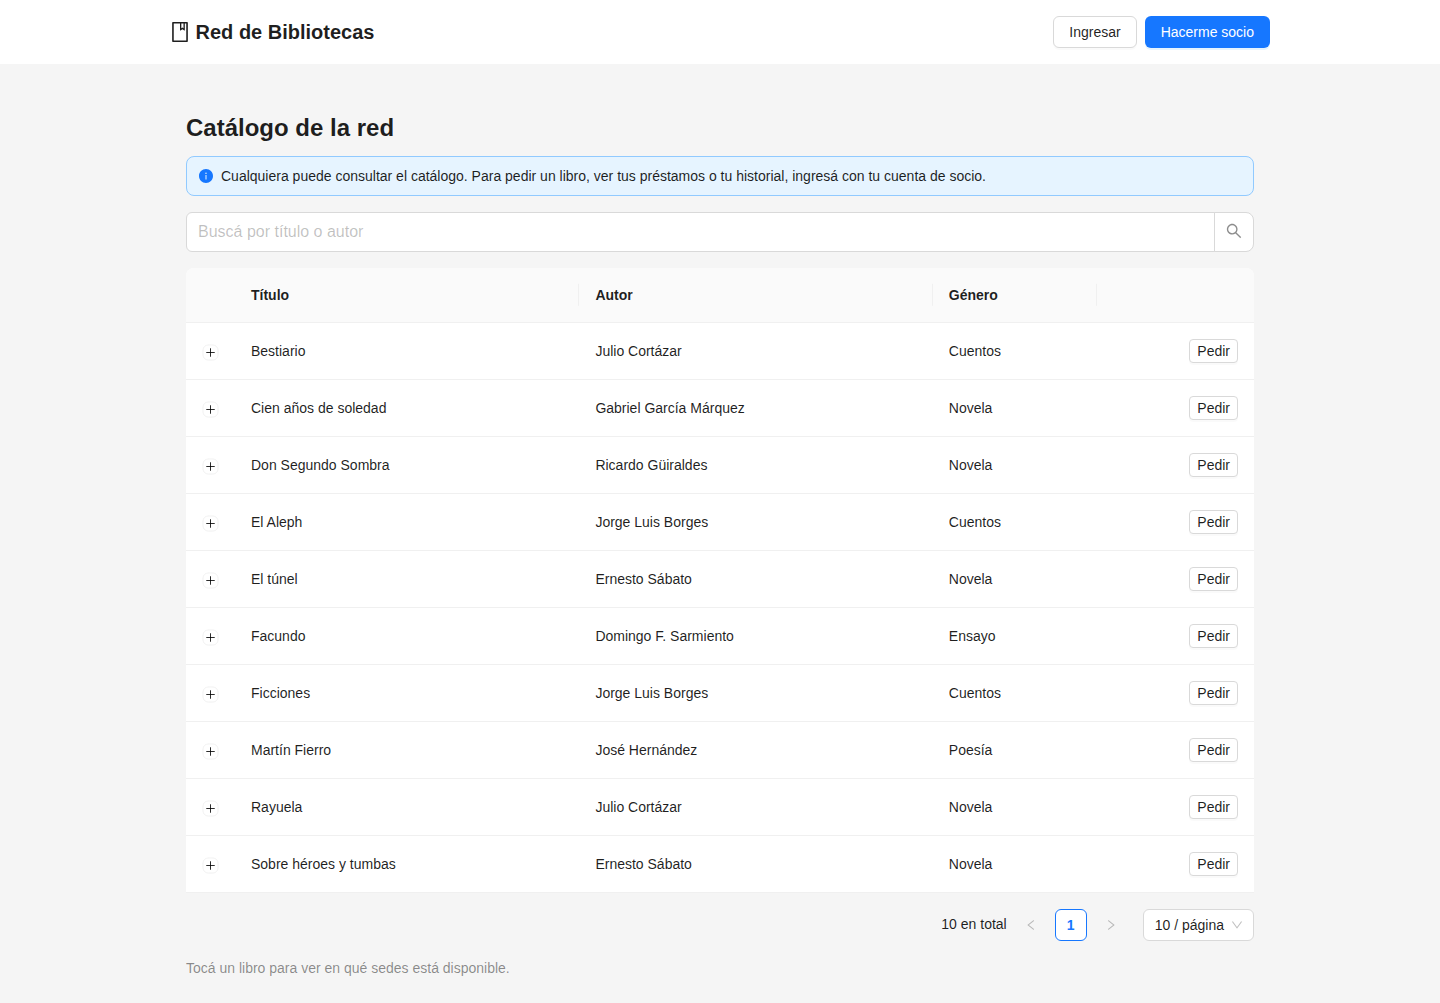 Red de Bibliotecas
Ingresar
Hacerme socio
Catálogo de la red
Cualquiera puede consultar el catálogo. Para pedir un libro, ver tus préstamos o tu historial, ingresá con tu cuenta de socio.
Buscá por título o autor
Título Autor Género
Bestiario Julio Cortázar Cuentos Pedir
Cien años de soledad Gabriel García Márquez Novela Pedir
Don Segundo Sombra Ricardo Güiraldes Novela Pedir
El Aleph Jorge Luis Borges Cuentos Pedir
El túnel Ernesto Sábato Novela Pedir
Facundo Domingo F. Sarmiento Ensayo Pedir
Ficciones Jorge Luis Borges Cuentos Pedir
Martín Fierro José Hernández Poesía Pedir
Rayuela Julio Cortázar Novela Pedir
Sobre héroes y tumbas Ernesto Sábato Novela Pedir
10 en total 1 10 / página
Tocá un libro para ver en qué sedes está disponible.